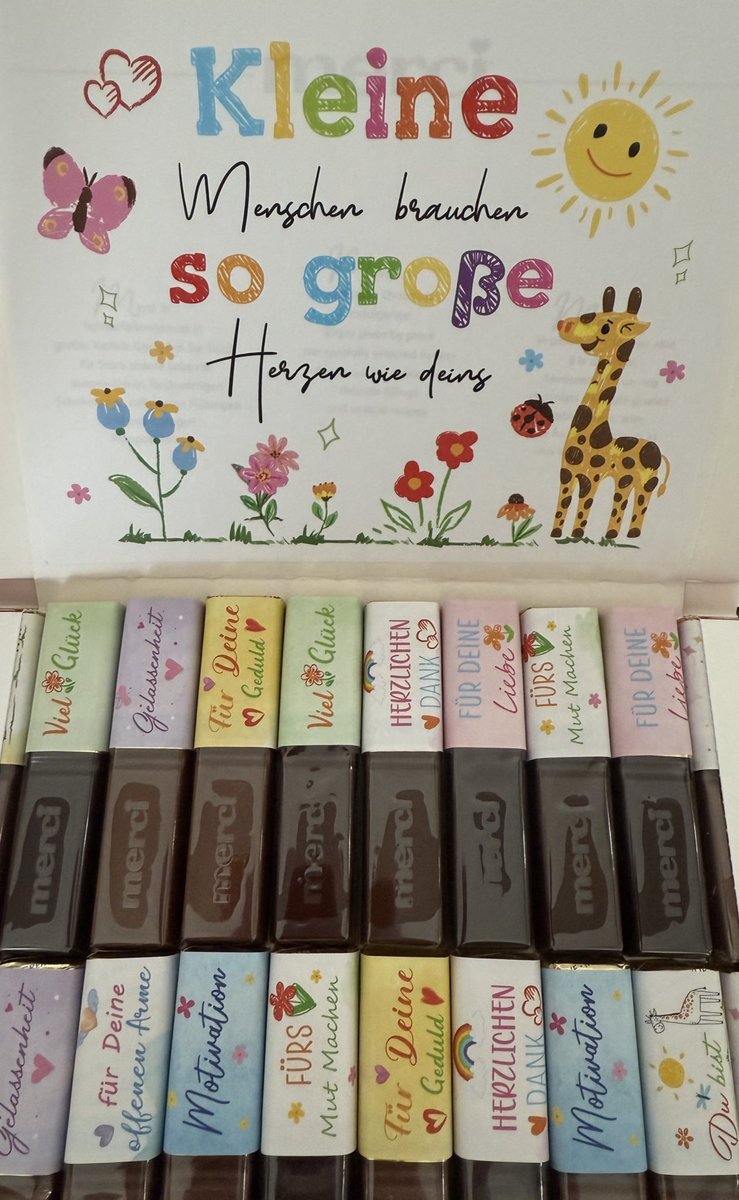 Kleine
Menschen brauchen
so große
Herzen wie deins
Viel Glück
Gelassenheit
Für Deine
Geduld
Viel Glück
HERZLICHEN
DANK
FÜR DEINE
Liebe
FÜRS
Mut Machen
FÜR DEINE
Liebe
merci
merci
merci
merci
merci
merci
merci
merci
Gelassenheit
für Deine
offenen Arme
Motivation
FÜRS
Mut Machen
Für Deine
Geduld
HERZLICHEN
DANK
Motivation
Du bist